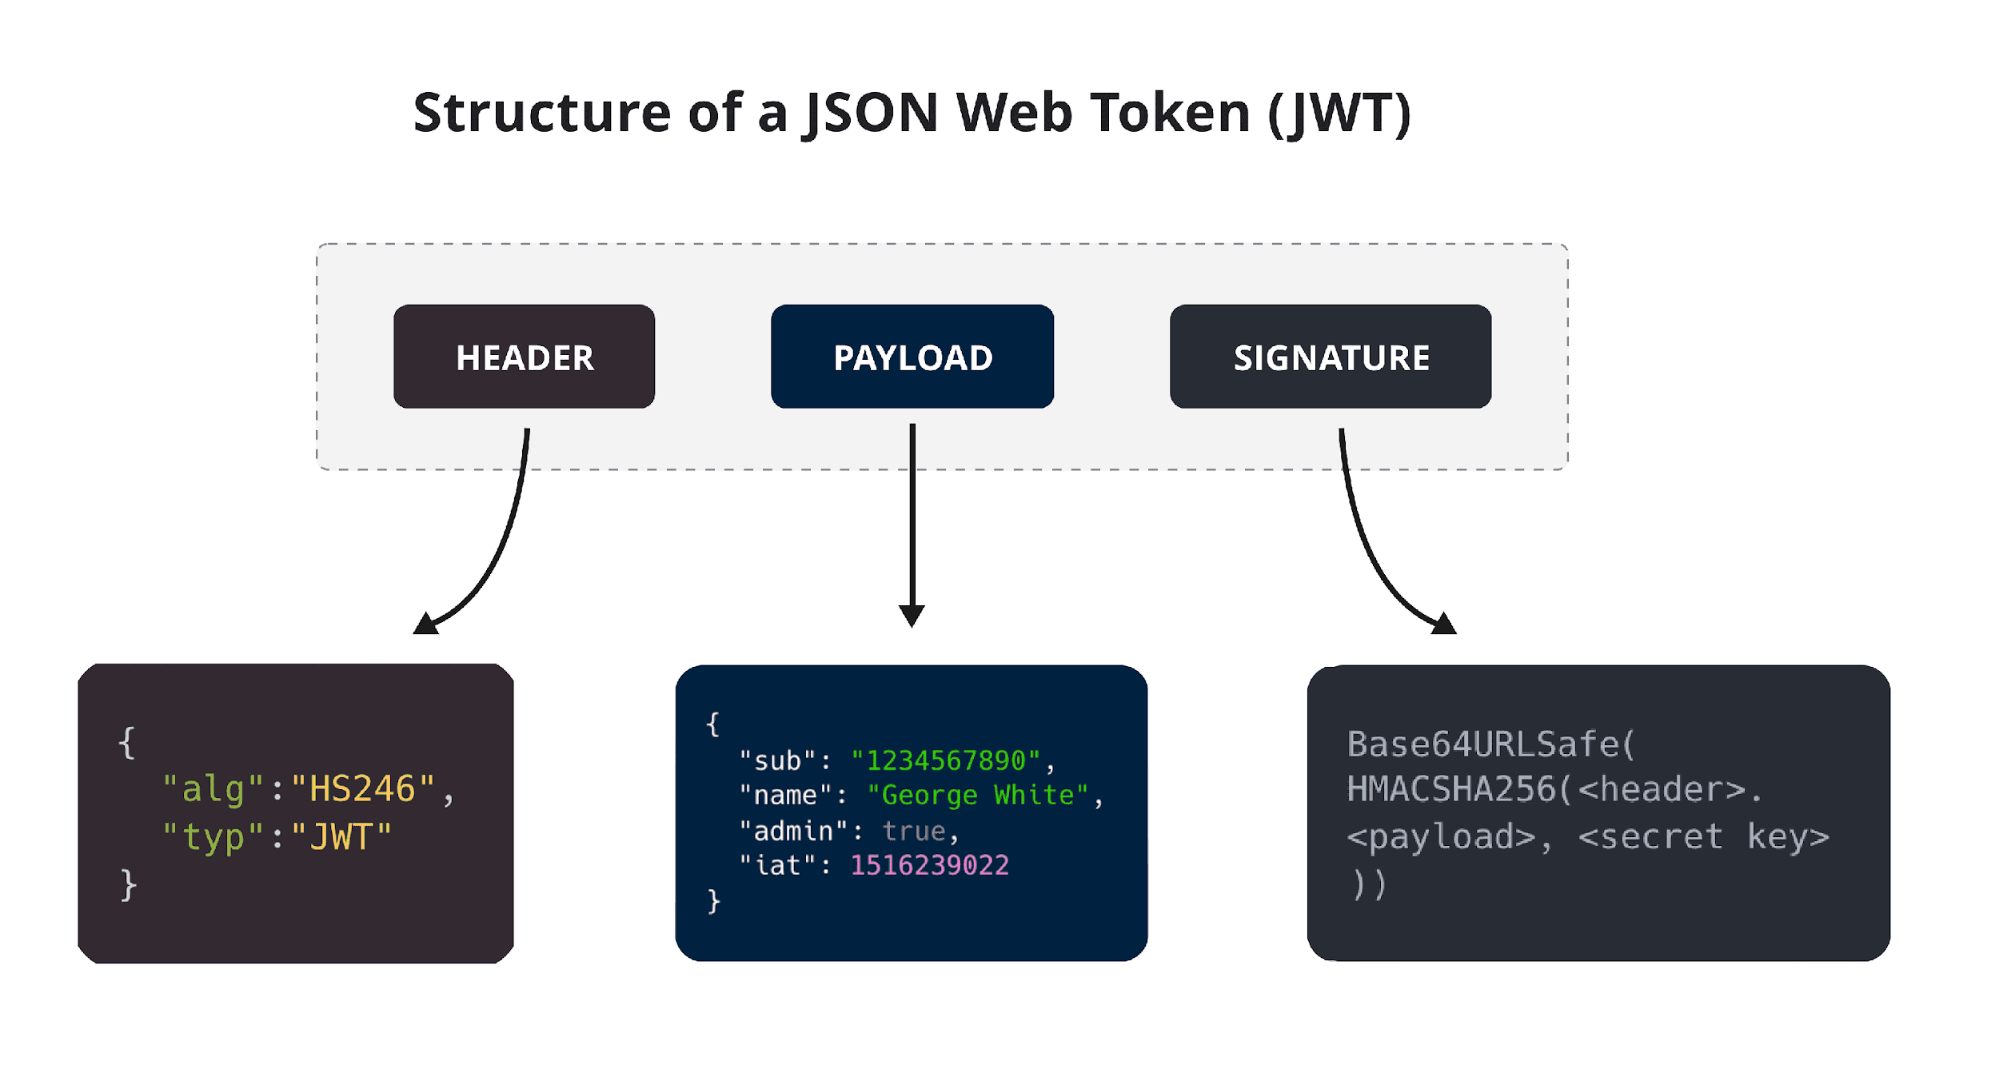 Structure of a JSON Web Token (JWT)
HEADER
PAYLOAD
SIGNATURE
{
"alg":"HS246",
"typ":"JWT"
}
{
"sub": "1234567890",
"name": "George White",
"admin": true,
"iat": 1516239022
}
Base64URLSafe(
HMACSHA256(<header>.
<payload>, <secret key>
))